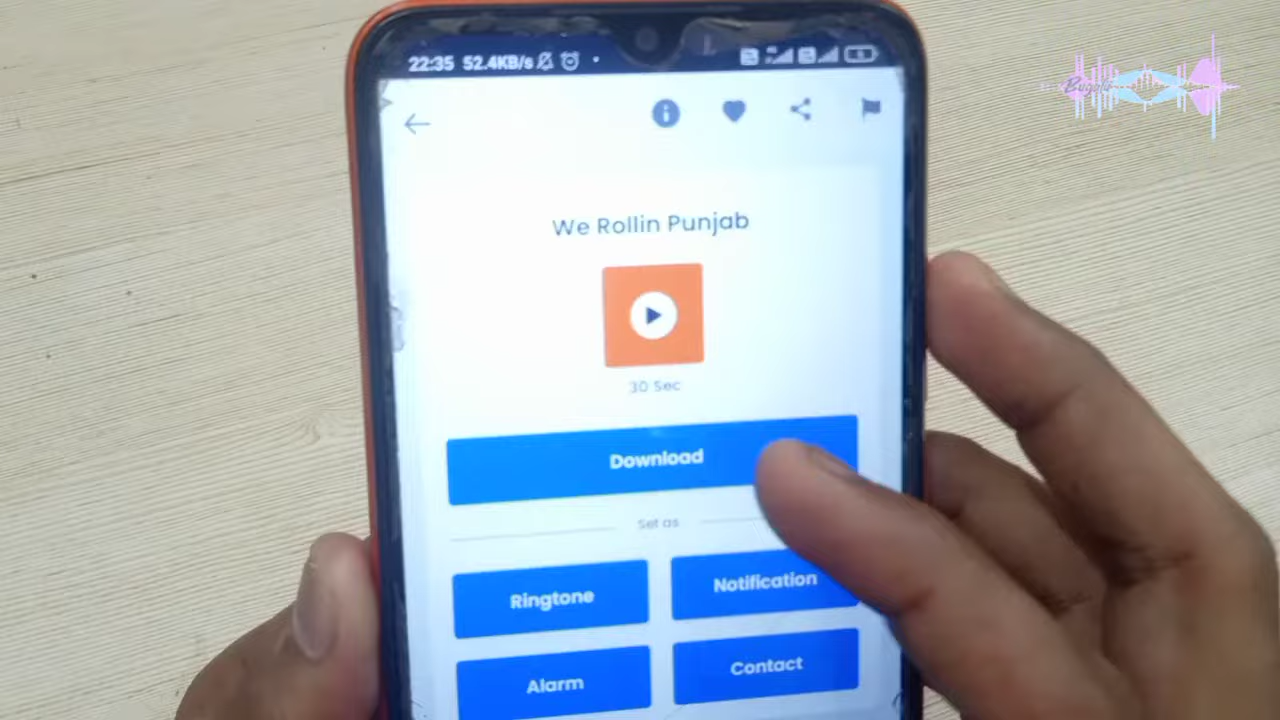 22:35 52.4KB/s
We Rollin Punjab
30 Sec
Download
Set as
Ringtone
Notification
Alarm
Contact